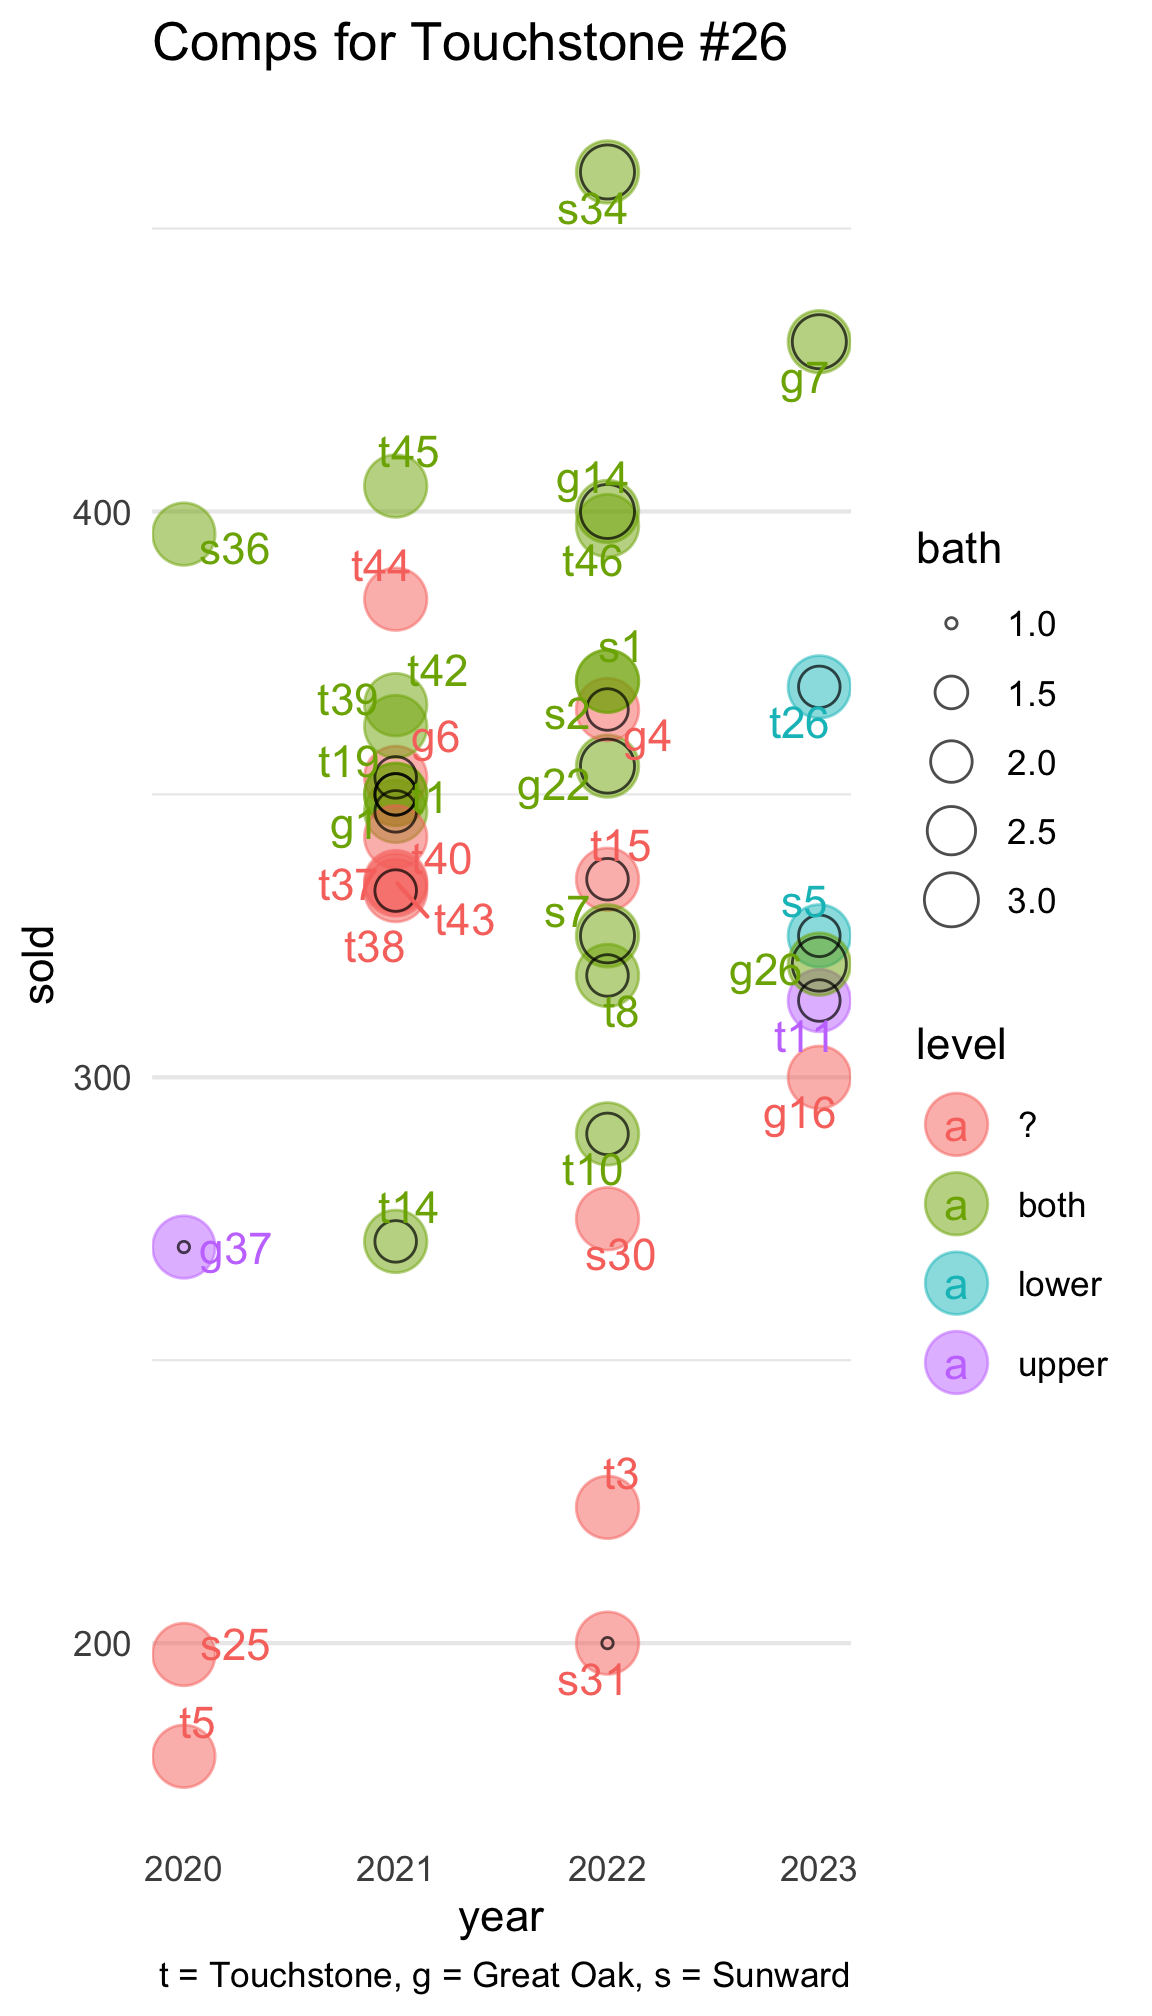 Comps for Touchstone #26
s34
g7
t45
g14
400
s36
t46
t44
bath
s1
t42
t39
s2
g4
g6
t26
t19
g22
1.0
1.5
2.0
2.5
3.0
t15
t40
t37
s7
s5
t43
t38
g26
sold
t8
t11
level
300
g16
t10
a ?
t14
a both
g37
s30
a lower
a upper
t3
200
s25
s31
t5
2020 2021 2022 2023
year
t = Touchstone, g = Great Oak, s = Sunward